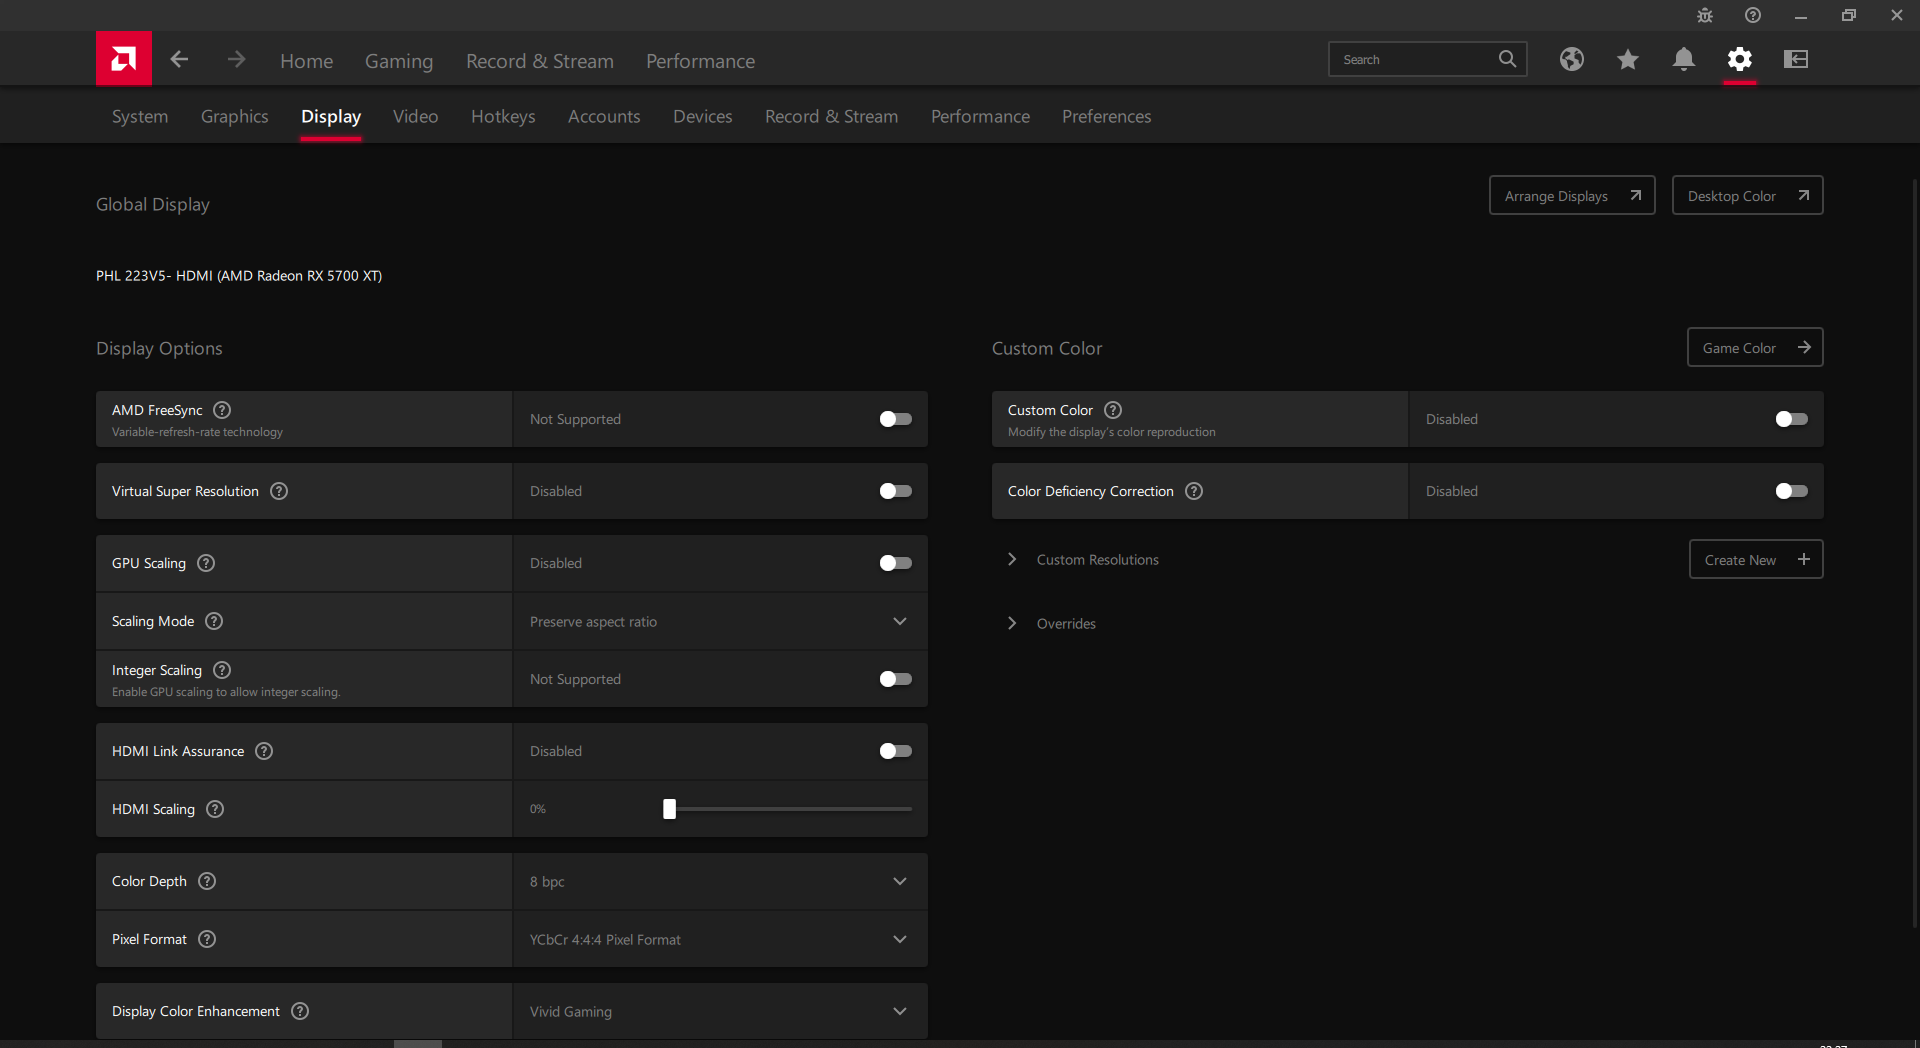 Home Gaming Record & Stream Performance Search
System Graphics Display Video Hotkeys Accounts Devices Record & Stream Performance Preferences
Global Display
Arrange Displays
Desktop Color
PHL 223V5- HDMI (AMD Radeon RX 5700 XT)
Display Options
AMD FreeSync
Variable-refresh-rate technology
Not Supported
Virtual Super Resolution
Disabled
GPU Scaling
Disabled
Scaling Mode
Preserve aspect ratio
Integer Scaling
Enable GPU scaling to allow integer scaling.
Not Supported
HDMI Link Assurance
Disabled
HDMI Scaling
0%
Color Depth
8 bpc
Pixel Format
YCbCr 4:4:4 Pixel Format
Display Color Enhancement
Vivid Gaming
Custom Color
Game Color
Custom Color
Modify the display's color reproduction
Disabled
Color Deficiency Correction
Disabled
Custom Resolutions
Create New
Overrides